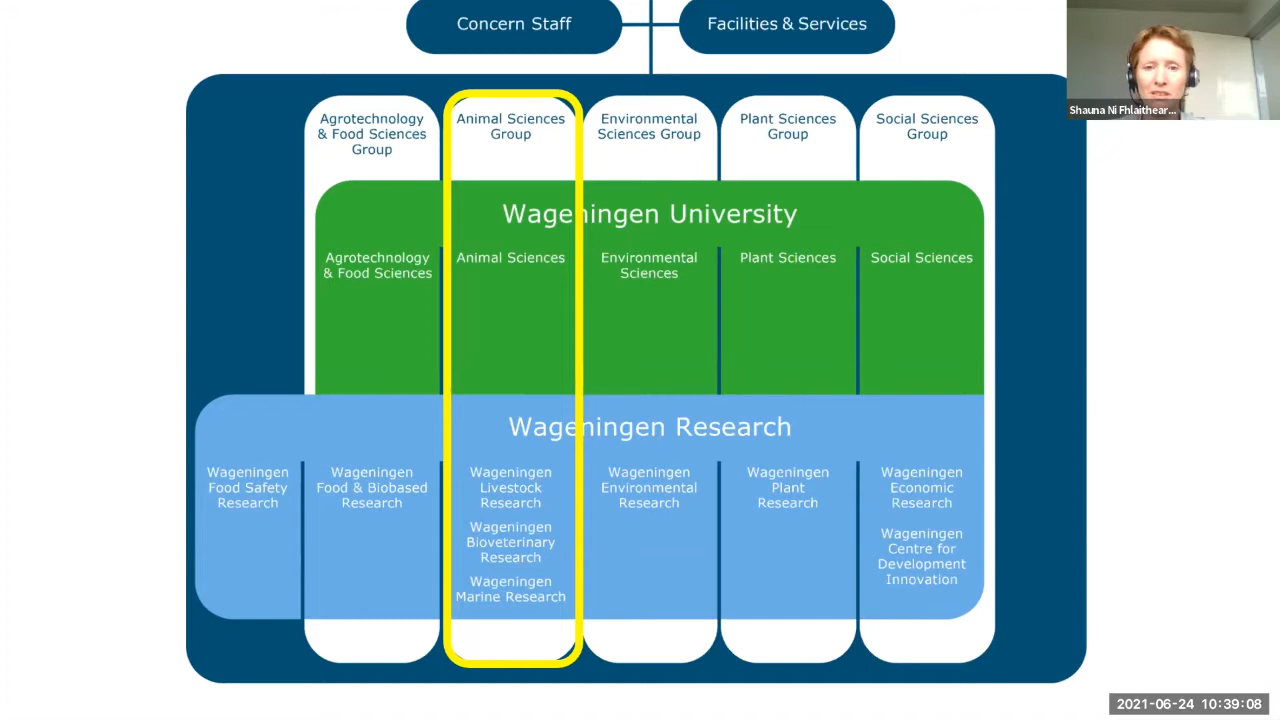 Concern Staff
Facilities & Services
Shauna Ni Fhlaithear...
Agrotechnology
& Food Sciences
Group
Animal Sciences
Group
Environmental
Sciences Group
Plant Sciences
Group
Social Sciences
Group
Wageningen University
Agrotechnology
& Food Sciences
Animal Sciences
Environmental
Sciences
Plant Sciences
Social Sciences
Wageningen Research
Wageningen
Food Safety
Research
Wageningen
Food & Biobased
Research
Wageningen
Livestock
Research
Wageningen
Bioveterinary
Research
Wageningen
Marine Research
Wageningen
Environmental
Research
Wageningen
Plant
Research
Wageningen
Economic
Research
Wageningen
Centre for
Development
Innovation
2021-06-24 10:39:08